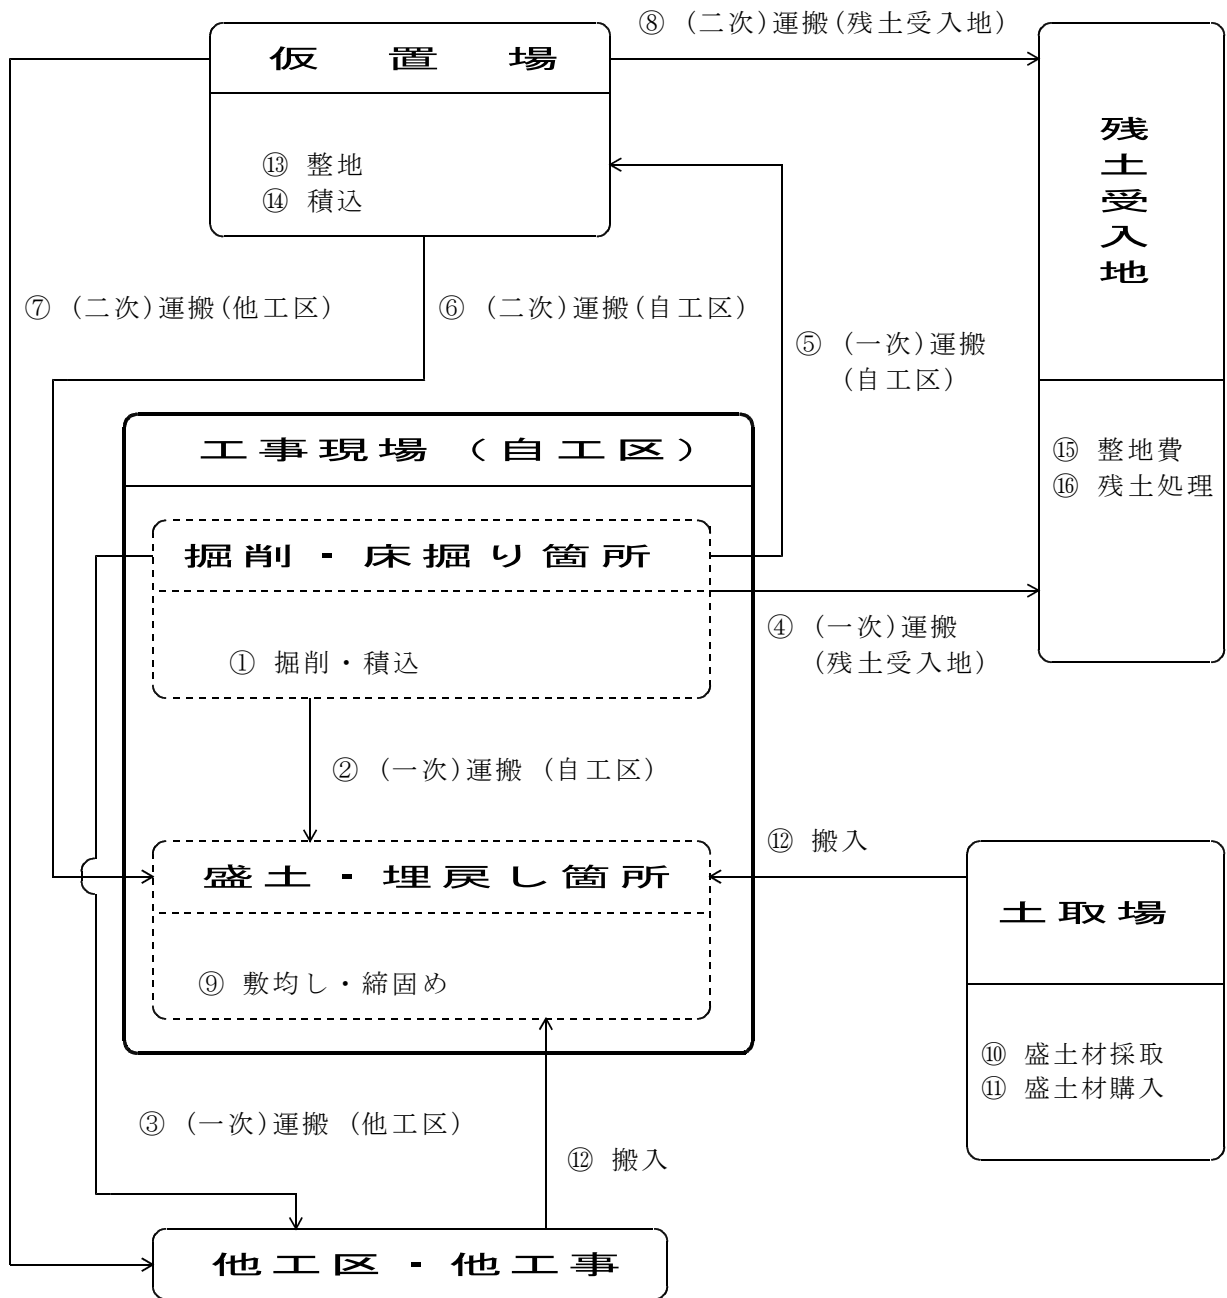 ⑧ (二次)運搬(残土受入地)
仮置場
⑬ 整地
⑭ 積込
残土受入地
⑦ (二次)運搬(他工区)
⑥ (二次)運搬(自工区)
⑤ (一次)運搬
(自工区)
工事現場(自工区)
⑮ 整地費
⑯ 残土処理
掘削・床掘り箇所
① 掘削・積込
④ (一次)運搬
(残土受入地)
② (一次)運搬 (自工区)
⑫ 搬入
盛土・埋戻し箇所
土取場
⑨ 敷均し・締固め
⑩ 盛土材採取
⑪ 盛土材購入
③ (一次)運搬 (他工区)
⑫ 搬入
他工区・他工事